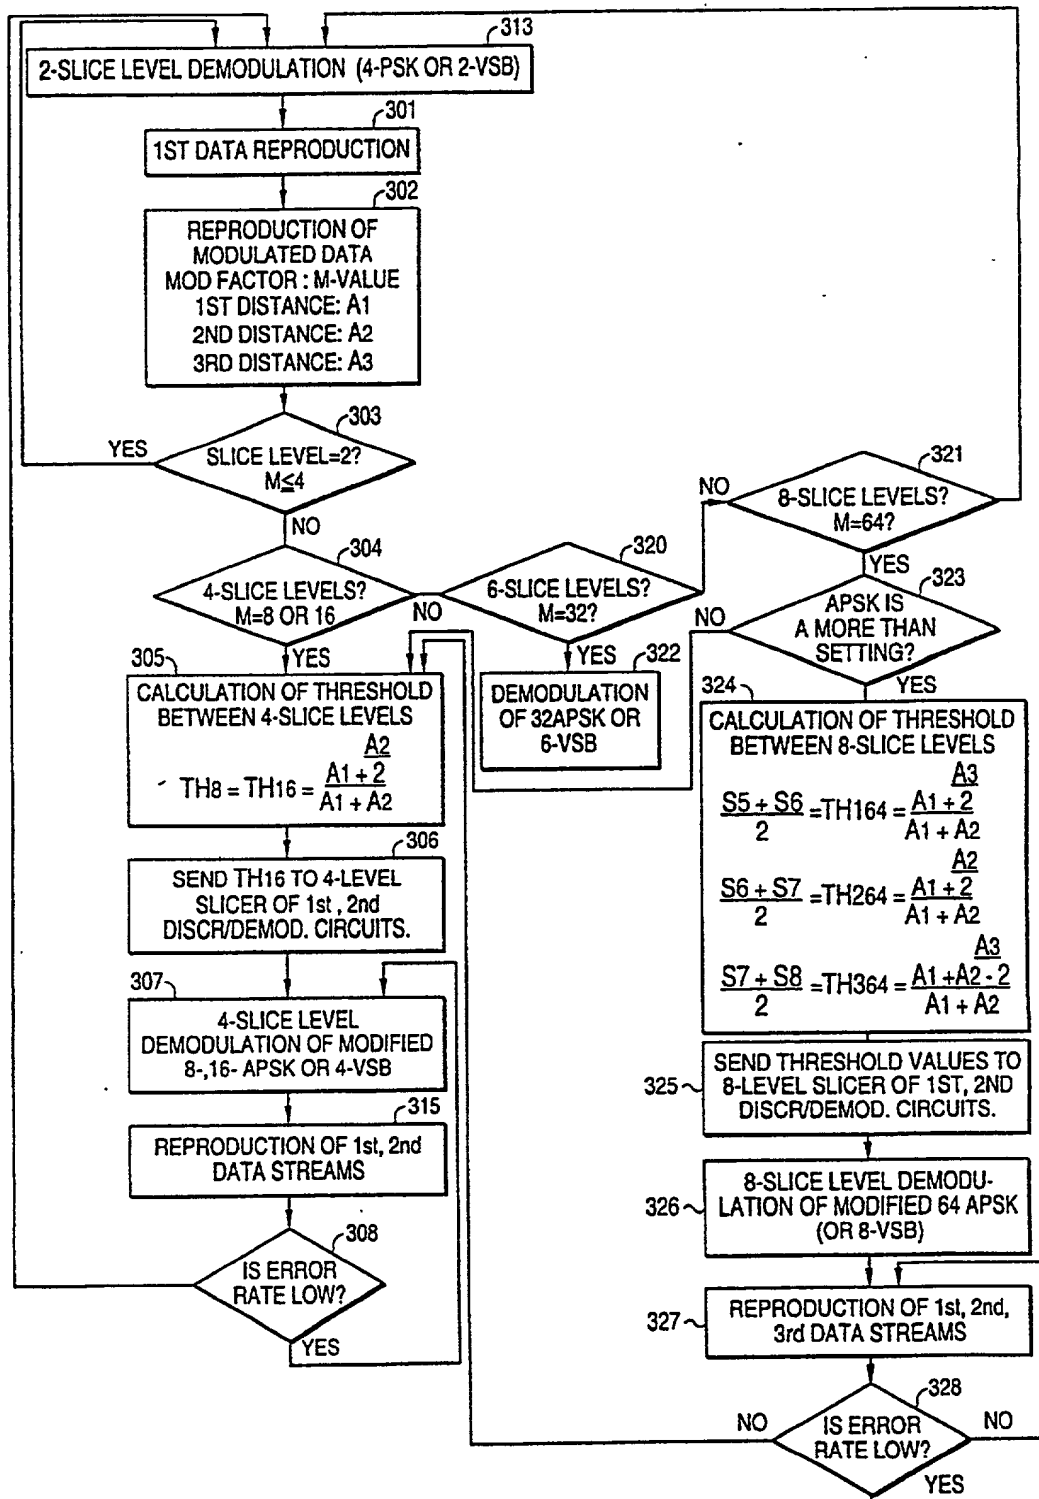 313
2-SLICE LEVEL DEMODULATION (4-PSK OR 2-VSB)
301
1ST DATA REPRODUCTION
302
REPRODUCTION OF
MODULATED DATA
MOD FACTOR : M-VALUE
1ST DISTANCE: A1
2ND DISTANCE: A2
3RD DISTANCE: A3
303
YES
SLICE LEVEL=2?
M≤4
NO
304
4-SLICE LEVELS?
M=8 OR 16
NO
YES
320
6-SLICE LEVELS?
M=32?
NO
YES
321
8-SLICE LEVELS?
M=64?
YES
323
NO
APSK IS
A MORE THAN
SETTING?
YES
322
DEMODULATION
OF 32APSK OR
6-VSB
305
CALCULATION OF THRESHOLD
BETWEEN 4-SLICE LEVELS
A2
TH8 = TH16 = A1 + 2
A1 + A2
306
SEND TH16 TO 4-LEVEL
SLICER OF 1st, 2nd
DISCR/DEMOD. CIRCUITS.
307
4-SLICE LEVEL
DEMODULATION OF MODIFIED
8-,16- APSK OR 4-VSB
315
REPRODUCTION OF 1st, 2nd
DATA STREAMS
308
IS ERROR
RATE LOW?
YES
324
CALCULATION OF THRESHOLD
BETWEEN 8-SLICE LEVELS
A3
S5 + S6 =TH164= A1 + 2
2 A1 + A2
A2
S6 + S7 =TH264= A1 + 2
2 A1 + A2
A3
S7 + S8 =TH364= A1 +A2 - 2
2 A1 + A2
325
SEND THRESHOLD VALUES TO
8-LEVEL SLICER OF 1ST, 2ND
DISCR/DEMOD. CIRCUITS.
326
8-SLICE LEVEL DEMODU-
LATION OF MODIFIED 64 APSK
(OR 8-VSB)
327
REPRODUCTION OF 1st, 2nd,
3rd DATA STREAMS
328
NO
IS ERROR
RATE LOW?
NO
YES